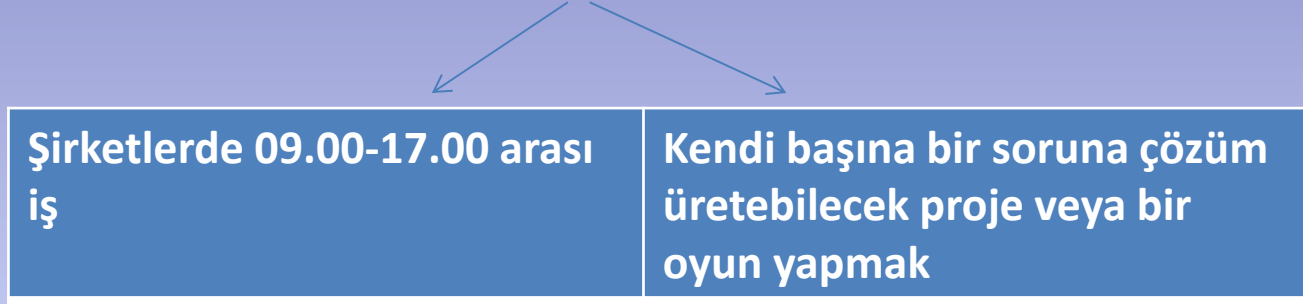 Şirketlerde 09.00-17.00 arası
iş
Kendi başına bir soruna çözüm
üretebilecek proje veya bir
oyun yapmak